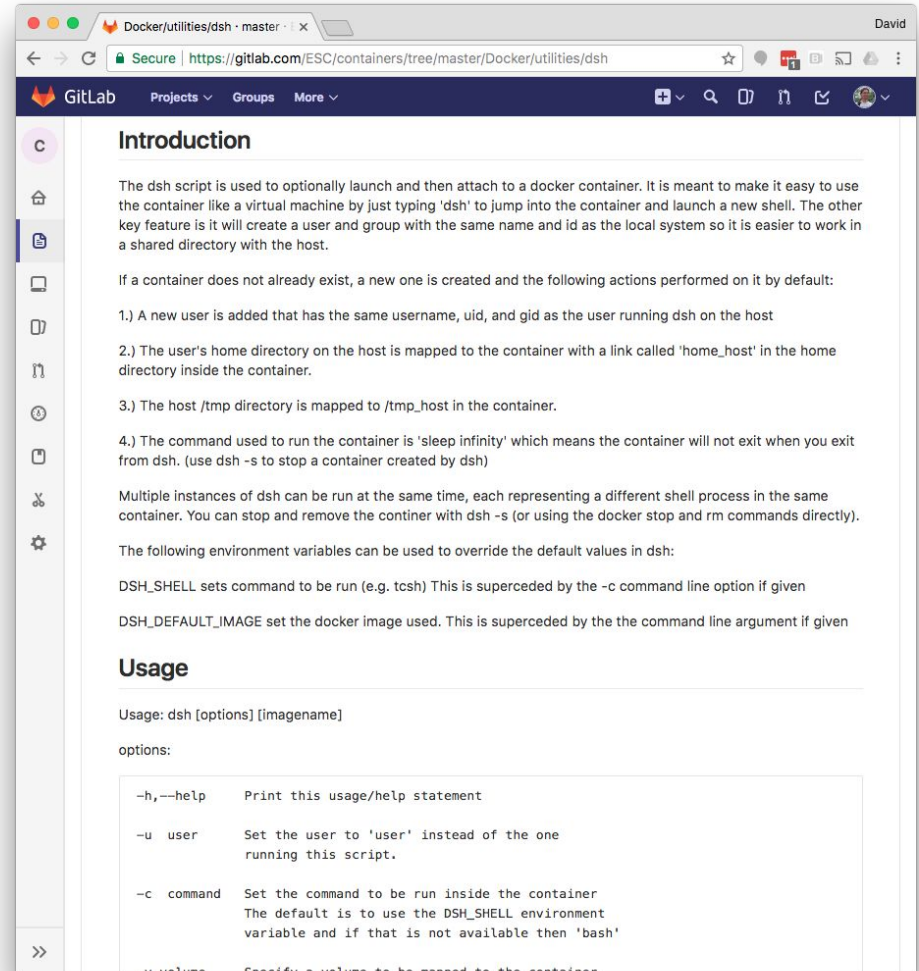 Docker/utilities/dsh · master ·
David
Secure | https://gitlab.com/ESC/containers/tree/master/Docker/utilities/dsh
1
GitLab Projects Groups More
C
Introduction
The dsh script is used to optionally launch and then attach to a docker container. It is meant to make it easy to use
the container like a virtual machine by just typing 'dsh' to jump into the container and launch a new shell. The other
key feature is it will create a user and group with the same name and id as the local system so it is easier to work in
a shared directory with the host.
If a container does not already exist, a new one is created and the following actions performed on it by default:
1.) A new user is added that has the same username, uid, and gid as the user running dsh on the host
2.) The user's home directory on the host is mapped to the container with a link called 'home_host' in the home
directory inside the container.
3.) The host /tmp directory is mapped to /tmp_host in the container.
4.) The command used to run the container is 'sleep infinity' which means the container will not exit when you exit
from dsh. (use dsh -s to stop a container created by dsh)
Multiple instances of dsh can be run at the same time, each representing a different shell process in the same
container. You can stop and remove the continer with dsh -s (or using the docker stop and rm commands directly).
The following environment variables can be used to override the default values in dsh:
DSH_SHELL sets command to be run (e.g. tcsh) This is superceded by the -c command line option if given
DSH_DEFAULT_IMAGE set the docker image used. This is superceded by the the command line argument if given
Usage
Usage: dsh [options] [imagename]
options:
-h,--help Print this usage/help statement
-u user Set the user to 'user' instead of the one
running this script.
-c command Set the command to be run inside the container
The default is to use the DSH_SHELL environment
variable and if that is not available then 'bash'
Specify a volume to be mapped to the container